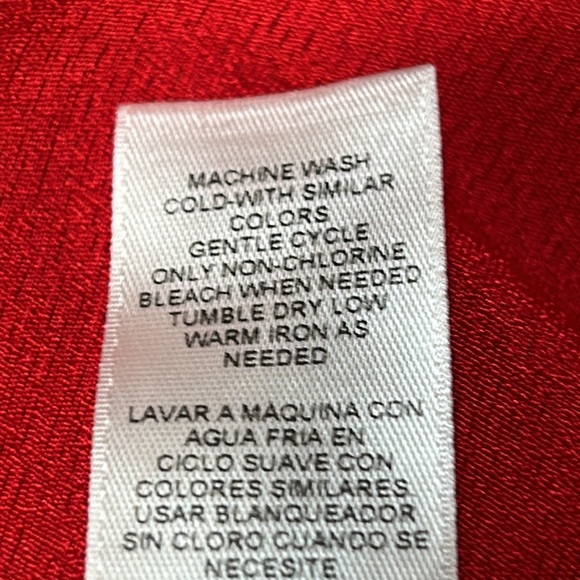 MACHINE WASH
COLD-WITH SIMILAR
COLORS
GENTLE CYCLE
ONLY NON-CHLORINE
BLEACH WHEN NEEDED
TUMBLE DRY LOW
WARM IRON AS
NEEDED
LAVAR A MAQUINA CON
AGUA FRIA EN
CICLO SUAVE CON
COLORES SIMILARES
USAR BLANQUEADOR
SIN CLORO CUANDO SE
NECESITE